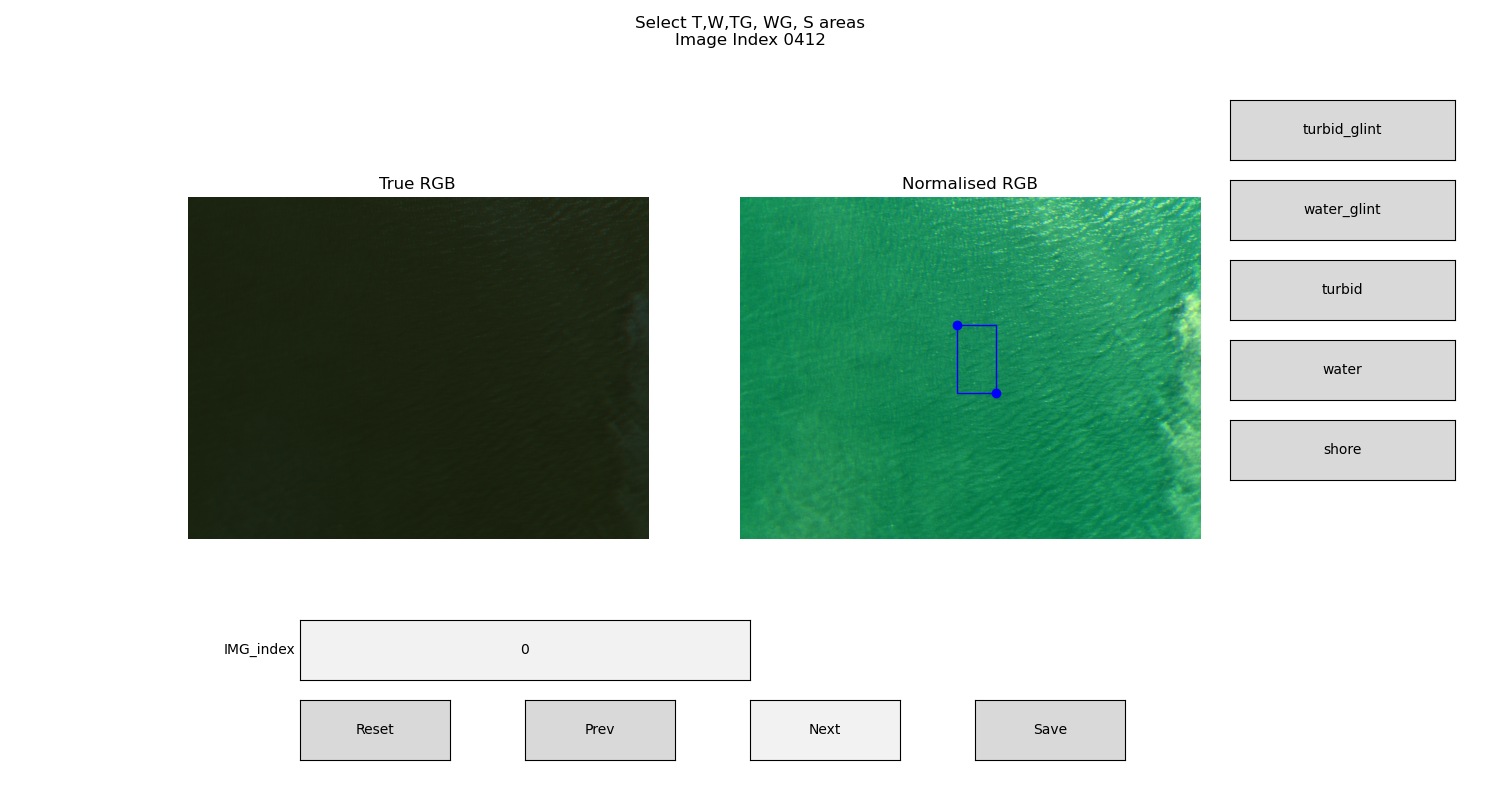 Select T,W,TG, WG, S areas
Image Index 0412
True RGB
Normalised RGB
turbid_glint
water_glint
turbid
water
shore
IMG_index
0
Reset
Prev
Next
Save